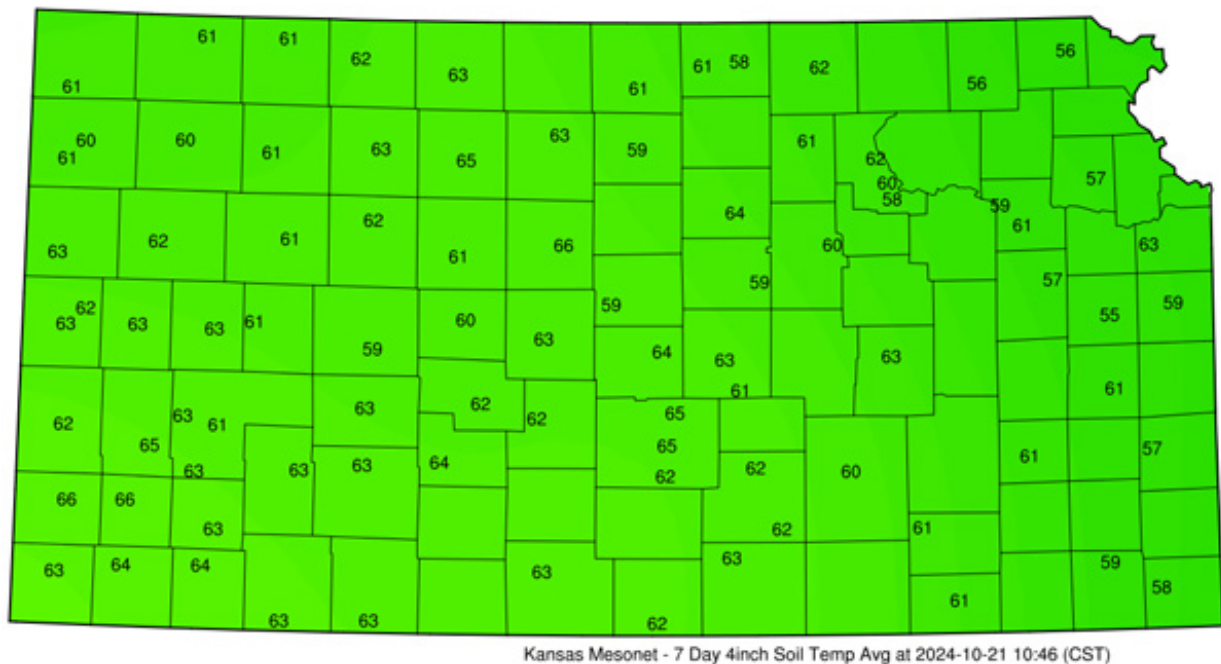 61 61 62 63 61 61 58 62 56 56
61
60 60 61 63 65 63 59 61 62 57
61 60
58 59
63 62 61 62 61 66 64 60 61 63
62
63 63 63 61 59 60 63 59 59 57 55 59
64 63 63 61
61
62 63 61 63 62 62 65
65 65 61 57
63 63 63 64 62 62 60
66 66 63 62 61
63 64 64 63 63 59 58
63 63 62 61
Kansas Mesonet - 7 Day 4inch Soil Temp Avg at 2024-10-21 10:46 (CST)